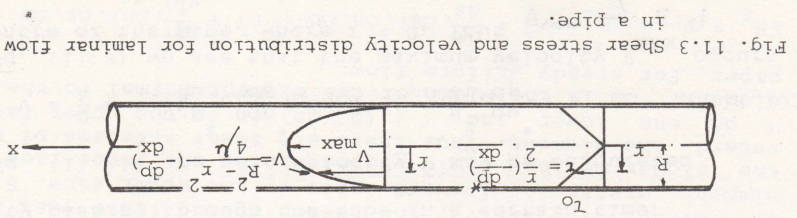 τ₀
R r τ = r/2 (-dp/dx) r V max V = R² - r² / 4μ (-dp/dx) x
Fig. 11.3 Shear stress and velocity distribution for laminar flow
in a pipe.